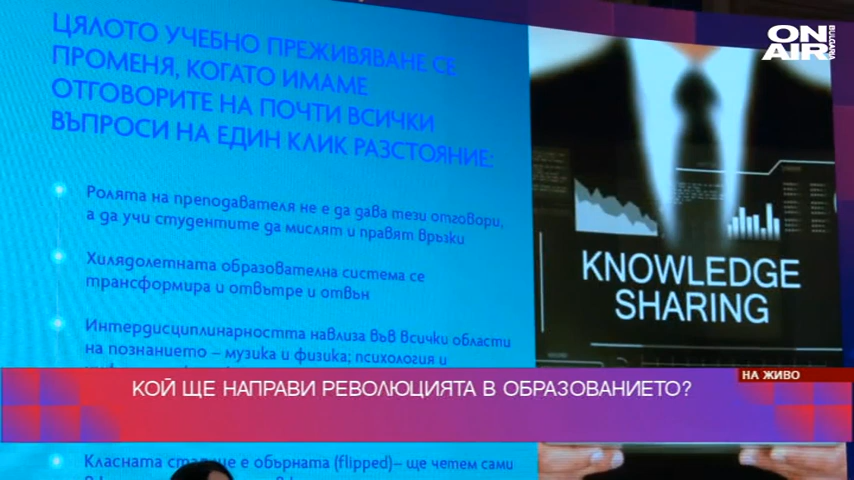 ЦЯЛОТО УЧЕБНО ПРЕЖИВЯВАНЕ СЕ
ПРОМЕНЯ, КОГАТО ИМАМЕ
ОТГОВОРИТЕ НА ПОЧТИ ВСИЧКИ
ВЪПРОСИ НА ЕДИН КЛИК РАЗСТОЯНИЕ:
Ролята на преподавателя не е да дава тези отговори,
а да учи студентите да мислят и правят връзки
Хилядолетната образователна система се
трансформира и отвътре и отвън
Интердисциплинарността навлиза във всички области
на познанието – музика и физика; психология и
Класната е обърната (flipped)– ще четем сами
KNOWLEDGE
SHARING
ON
AIR
BULGARIA
НА ЖИВО
КОЙ ЩЕ НАПРАВИ РЕВОЛЮЦИЯТА В ОБРАЗОВАНИЕТО?